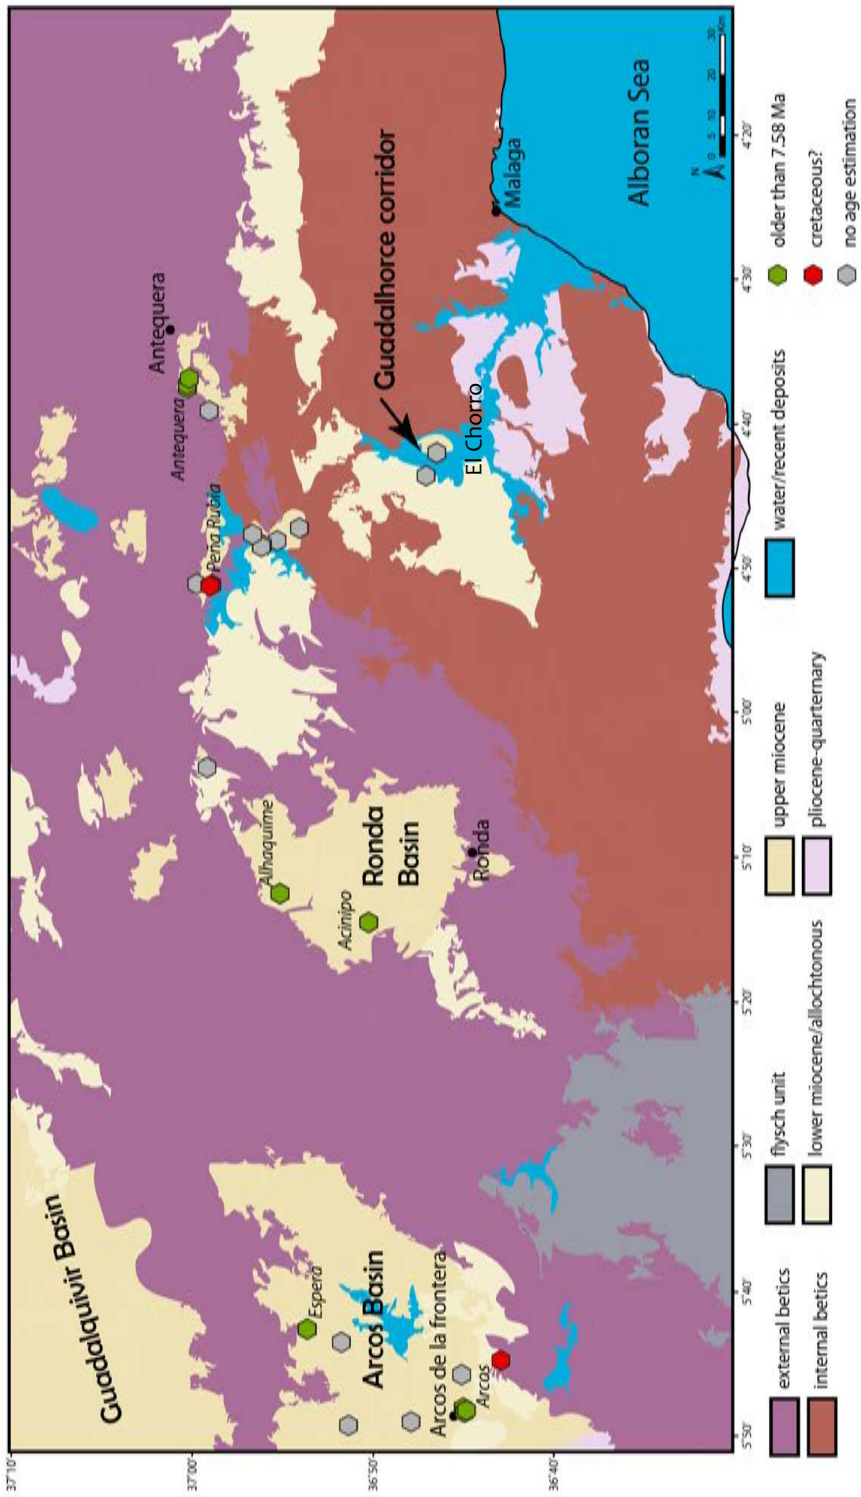 37°10'
37°00'
36°50'
36°40'
Guadalquivir Basin
Antequera
Antequera
Peña Rubia
Alhaquime
Espera
Acinipo
Ronda
Basin
Guadalhorce corridor
Arcos Basin
Arcos de la frontera
Arcos
Ronda
El Chorro
Malaga
Alboran Sea
N
0 5 10 20 30
Km
5°50'
5°40'
5°30'
5°20'
5°10'
5°00'
4°50'
4°40'
4°30'
4°20'
external betics
internal betics
flysch unit
lower miocene/allochtonous
upper miocene
pliocene-quarternary
water/recent deposits
older than 7.58 Ma
cretaceous?
no age estimation